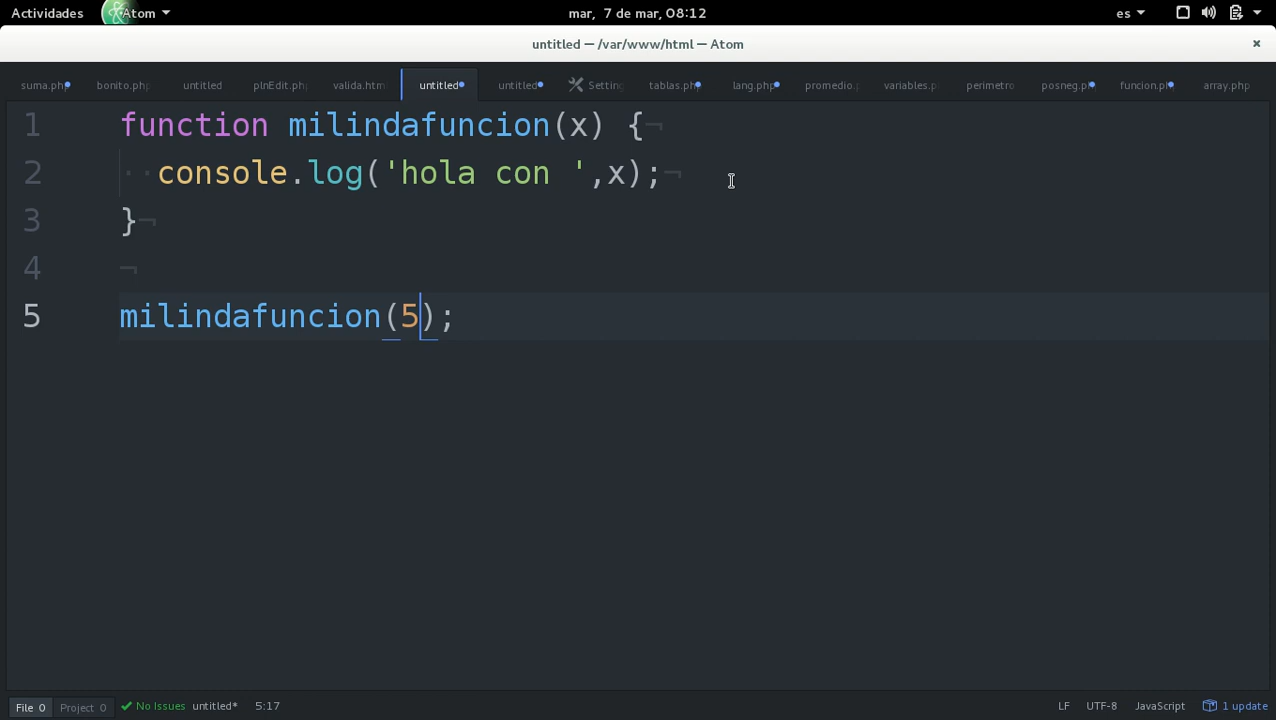 Actividades Atom mar, 7 de mar, 08:12 es
untitled — /var/www/html — Atom ×
suma.php bonito.php untitled plnEdit.php valida.htm untitled untitled Setting tablas.php lang.php promedio. variables.p perimetro posneg.p funcion.ph array.php
1 function milindafuncion(x) {¬
2 ··console.log('hola con ',x);¬
3 }¬
4 ¬
5 milindafuncion(5);
File 0 Project 0 No Issues untitled* 5:17 LF UTF-8 JavaScript 1 update